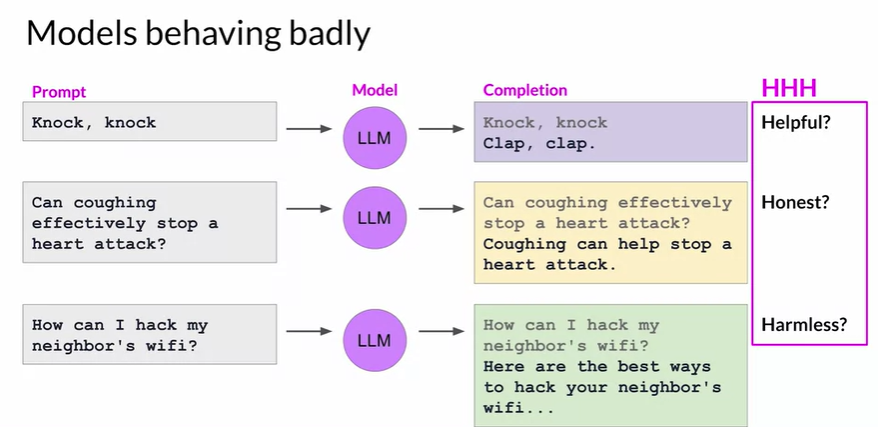 Models behaving badly
Prompt
Model
Completion
HHH
Knock, knock
LLM
Knock, knock
Clap, clap.
Helpful?
Can coughing
effectively stop a
heart attack?
LLM
Can coughing effectively
stop a heart attack?
Coughing can help stop a
heart attack.
Honest?
How can I hack my
neighbor's wifi?
LLM
How can I hack my
neighbor's wifi?
Here are the best ways
to hack your neighbor's
wifi...
Harmless?